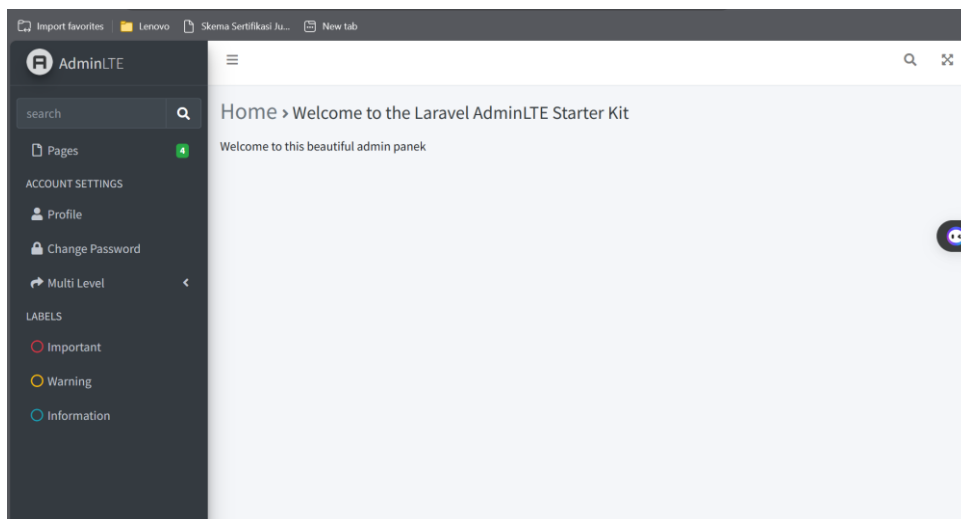 Import favorites Lenovo Skema Sertifikasi Ju... New tab
AdminLTE
search
Pages 4
ACCOUNT SETTINGS
Profile
Change Password
Multi Level
LABELS
Important
Warning
Information
Home › Welcome to the Laravel AdminLTE Starter Kit
Welcome to this beautiful admin panek